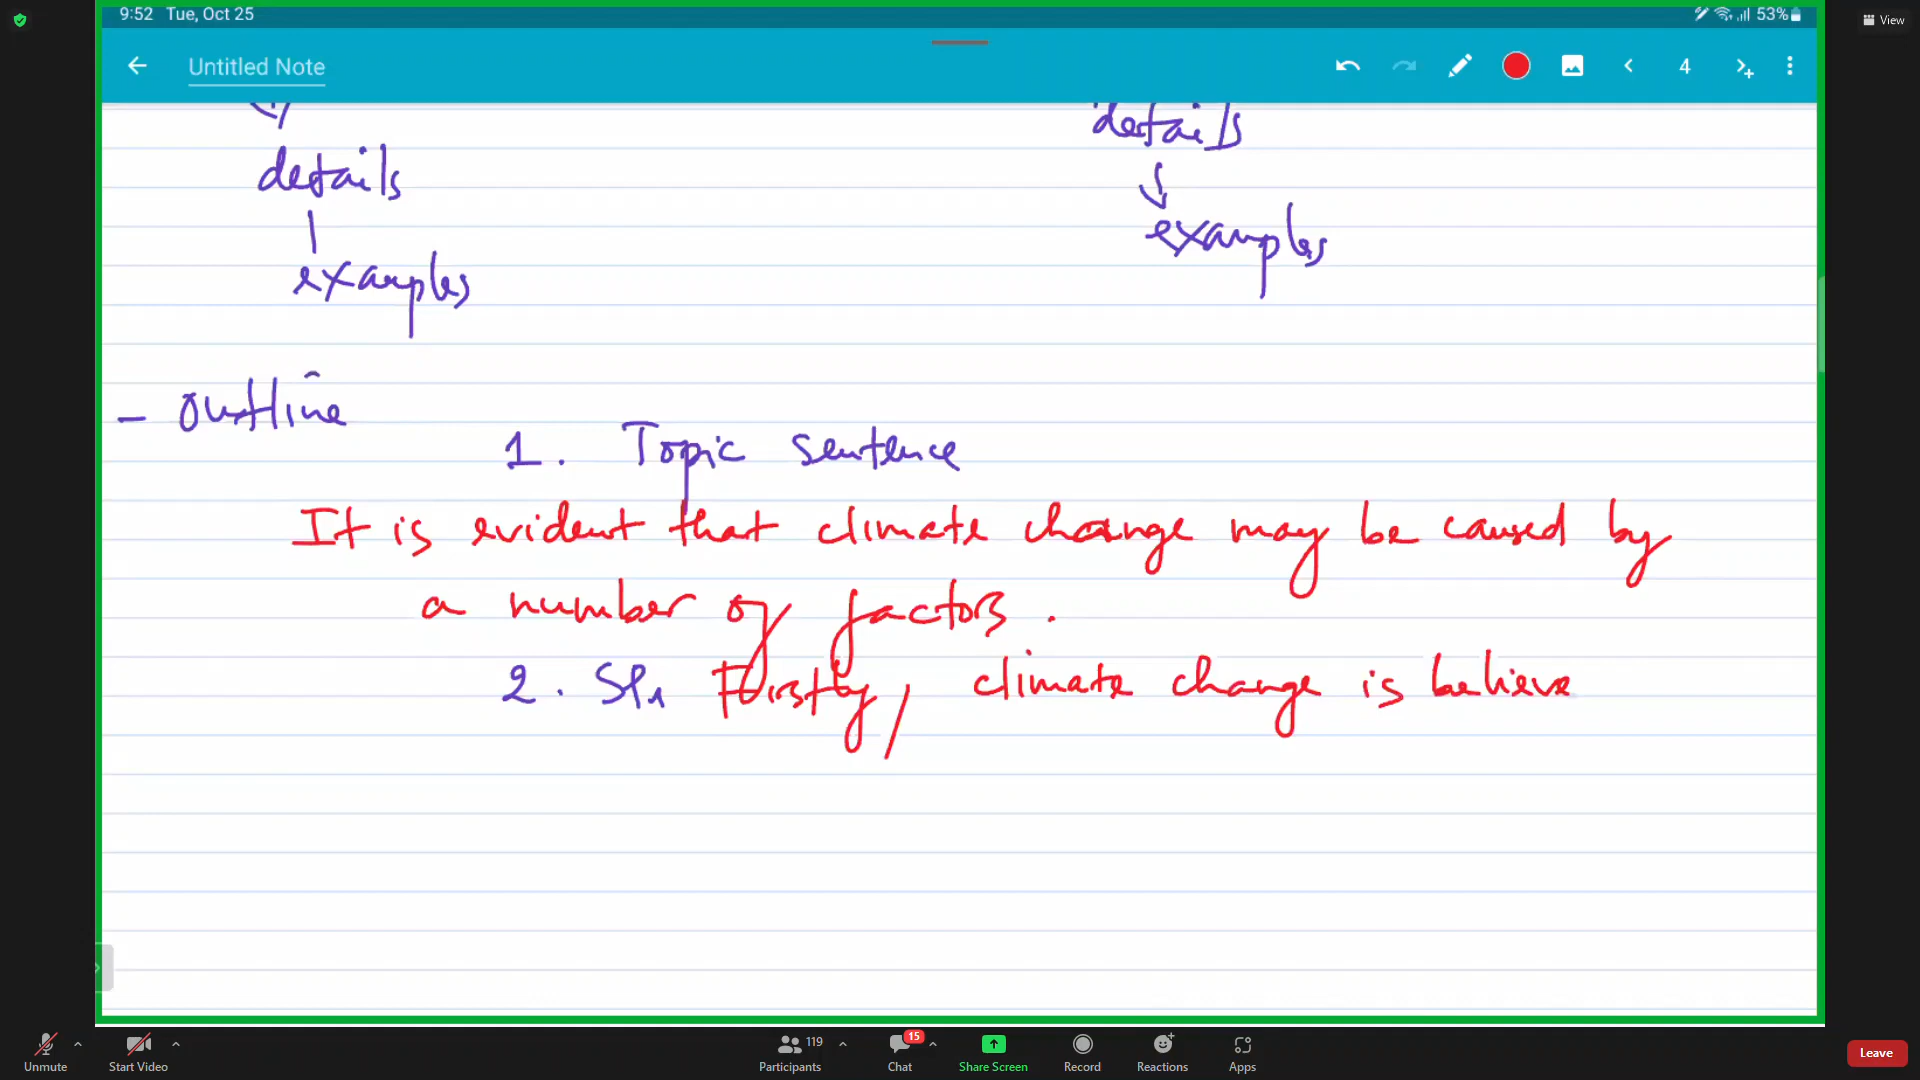 9:52 Tue, Oct 25 53%
View
Untitled Note
4
details
details
examples
examples
- outline
1. Topic sentence
It is evident that climate change may be caused by
a number of factors.
2. SP1 Firstly, climate change is believe
Unmute
Start Video
119
Participants
15
Chat
Share Screen
Record
Reactions
Apps
Leave